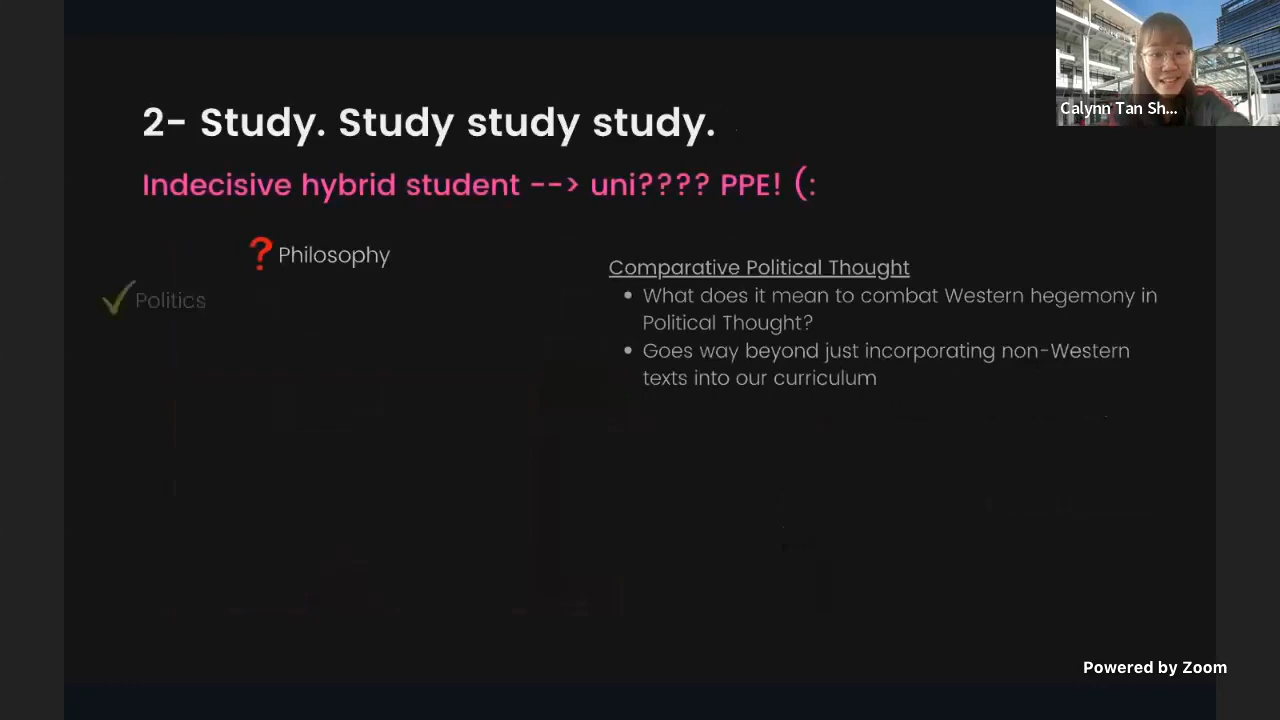 2- Study. Study study study.
Indecisive hybrid student --> uni???? PPE! (:
❓Philosophy
✓Politics
Comparative Political Thought
• What does it mean to combat Western hegemony in
Political Thought?
• Goes way beyond just incorporating non-Western
texts into our curriculum
Calynn Tan Sh...
Powered by Zoom